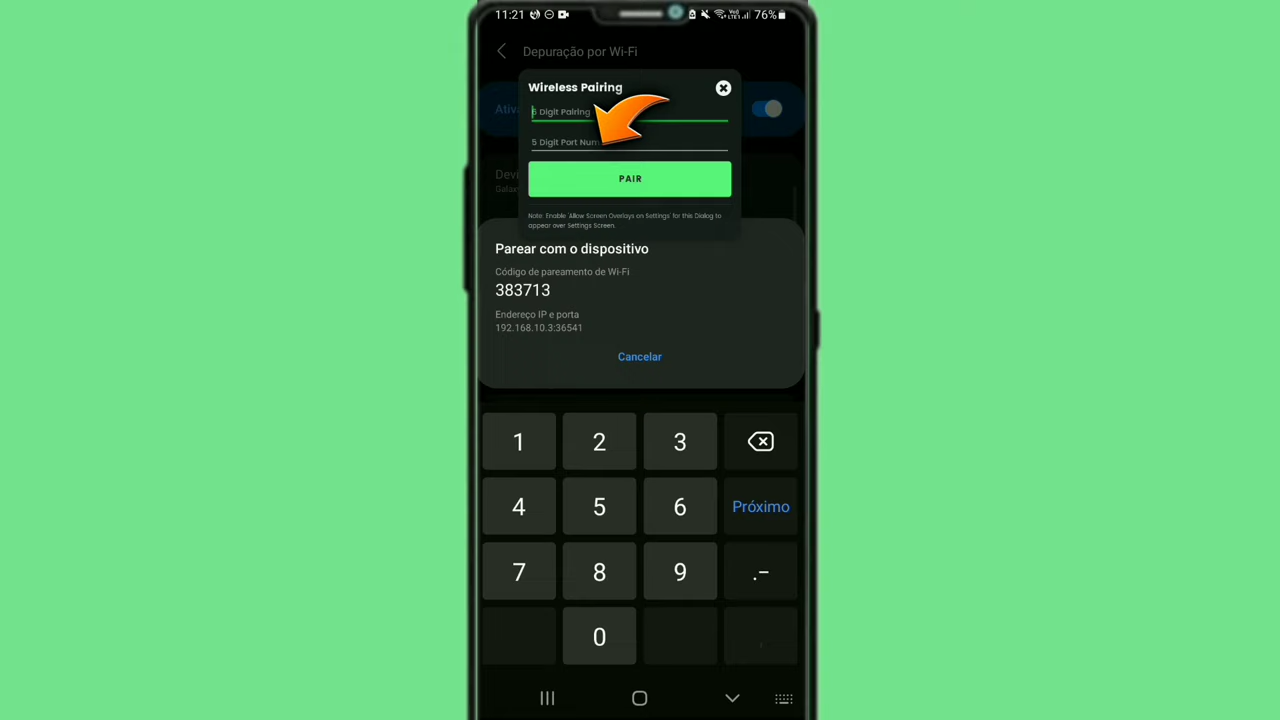 11:21 76%
Depuração por Wi-Fi
Wireless Pairing
6 Digit Pairing
5 Digit Port
PAIR
Note: Enable 'Allow Screen Overlays on Settings' for this Dialog to
appear over Settings Screen.
Parear com o dispositivo
Código de pareamento de Wi-Fi
383713
Endereço IP e porta
192.168.10.3:36541
Cancelar
1 2 3
4 5 6 Próximo
7 8 9 .-
0 ,